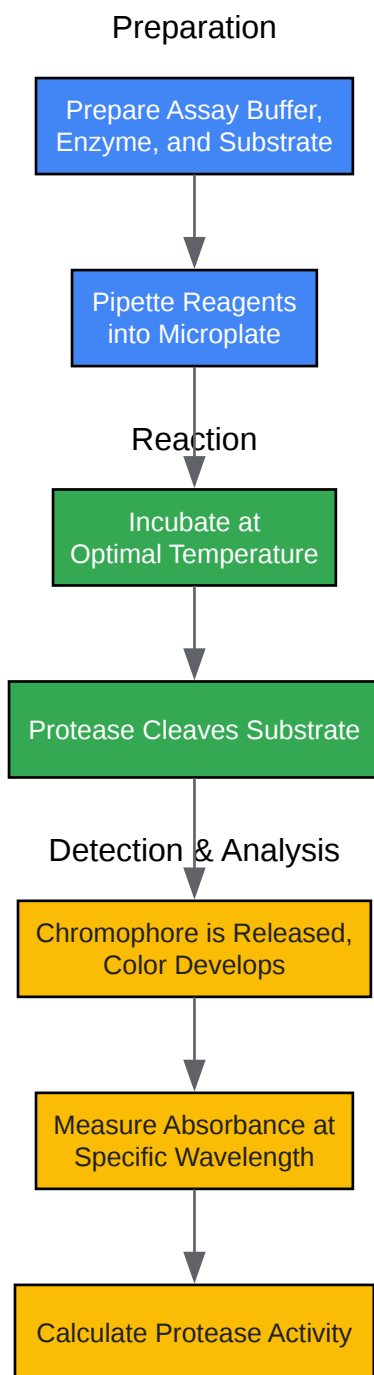 Preparation
Prepare Assay Buffer,
Enzyme, and Substrate
Pipette Reagents
into Microplate
Reaction
Incubate at
Optimal Temperature
Protease Cleaves Substrate
Detection & Analysis
Chromophore is Released,
Color Develops
Measure Absorbance at
Specific Wavelength
Calculate Protease Activity